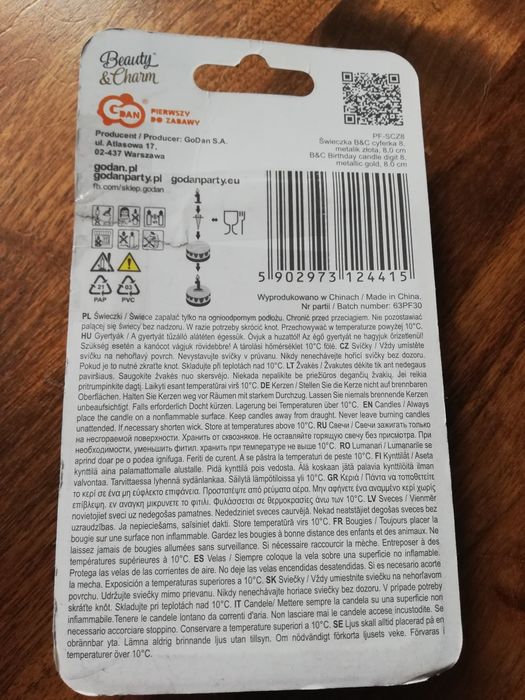 Beauty
& Charm
GODAN
PIERWSZY
DO ZABAWY
Producent / Producer: GoDan S.A.
ul. Atlasowa 17,
02-437 Warszawa
godan.pl
godanparty.pl godanparty.eu
fb.com/sklep.godan
PF-SCZ8
Świeczka B&C cyferka 8,
metalik złota, 8.0 cm
B&C Birthday candle digit 8,
metallic gold, 8.0 cm
5 902973 124415
21
PAP
03
PVC
Wyprodukowano w Chinach / Made in China.
Nr partii / Batch number: 63PF30
PL Świeczki / Świece zapalać tylko na ognioodpornym podłożu. Chronić przed przeciągiem. Nie pozostawiać
palącej się świecy bez nadzoru. W razie potrzeby skrócić knot. Przechowywać w temperaturze powyżej 10°C.
HU Gyertyák / A gyertyát tűzálló alátéten égessük. Óvjuk a huzattól! Az égő gyertyát ne hagyjuk őrizetlenül!
Szükség esetén a kanócot vágjuk rövidebbre! A tárolási hőmérséklet 10°C fölé. CZ Svíčky / Vždy umístěte
svíčku na nehořlavý povrch. Nevystavujte svíčky v průvanu. Nikdy nenechávejte hořící svíčky bez dozoru.
Pokud je to nutné zkraťte knot. Skladujte při teplotách nad 10°C. LT Žvakės / Žvakutes dėkite tik ant nedegaus
paviršiaus. Saugokite žvakės nuo skersvėjo. Niekada nepalikite be priežiūros degančių žvakių. Jei reikia
pritrumpinkite dagtį. Laikyti esant temperatūrai virš 10°C. DE Kerzen / Stellen Sie die Kerze nicht auf brennbaren
Oberflächen. Halten Sie Kerzen weg vor Räumen mit starkem Durchzug. Lassen Sie niemals brennende Kerzen
unbeaufsichtigt. Falls erforderlich Docht kürzen. Lagerung bei Temperaturen über 10°C. EN Candles / Always
place the candle on a nonflammable surface. Keep candles away from draught. Never leave burning candles
unattended. If necessary shorten wick. Store at temperatures above 10°C. RU Свечи / Свечи зажигать только
на несгораемой поверхности. Хранить от сквозняков. Не оставляйте горящую свечу без присмотра. При
необходимости, уменьшить фитил. хранить при температуре не выше 10°C. RO Lumanari / Lumanarile se
aprind doar pe o podea ignifuga. Feriti de curent. A se păstra la temperaturi de peste 10°C. FI Kynttilät / Aseta
kynttilä aina palamattomalle alustalle. Pidä kynttilä pois vedosta. Älä koskaan jätä palavia kynttilöitä ilman
valvontaa. Tarvittaessa lyhennä sydänlankaa. Säilytä lämpötilassa yli 10°C. GR Κεριά / Πάντα να τοποθετείτε
το κερί σε ένα μη εύφλεκτο επιφάνεια. Προστατέψτε από ρεύματα αέρα. Μην αφήνετε ένα αναμμένο κερί χωρίς
επίβλεψη. εν αναγκη μικρυνετε το φιτιλι. Φυλάσσεται σε θερμοκρασίες άνω των 10°C. LV Sveces / Vienmēr
novietojiet sveci uz nedegošas pamatnes. Nedzedziniet sveces caurvējā. Nekad neatstājiet degošas sveces bez
uzraudzības. Ja nepieciešams, saīsiniet dakti. Store temperatūrā virs 10°C. FR Bougies / Toujours placer la
bougie sur une surface non inflammable. Gardez les bougies à bonne distance des enfants et des animaux. Ne
laissez jamais de bougies allumées sans surveillance. Si nécessaire raccourcir la mèche. Entreposer à des
températures supérieures à 10°C. ES Velas / Siempre coloque la vela sobre una superficie no inflamable.
Protega las velas de las corrientes de aire. No deje las velas encendidas desatendidas. Si es necesario acorte
la mecha. Exposición a temperaturas superiores a 10°C. SK Sviečky / Vždy umiestnite sviečku na nehořlavom
povrchu. Udržujte sviečky mimo prievanu. Nikdy nenechávejte horiace sviečky bez dozoru. V prípade potreby
skráťte knôt. Skladujte pri teplotách nad 10°C. IT Candele/ Mettere sempre la candela su una superficie non
infiammabile.Tenere le candele lontano da correnti d'aria. Non lasciare mai le candele accese incustodite. Se
necessario accorciare lo stoppino. Conservare a temperature superiori a 10°C. SE Ljus skall alltid placerad på en
obrännbar yta. Lämna aldrig brinnande ljus utan tillsyn. Om nödvändigt förkorta ljusets veke. Förvaras i
temperaturer över 10°C.